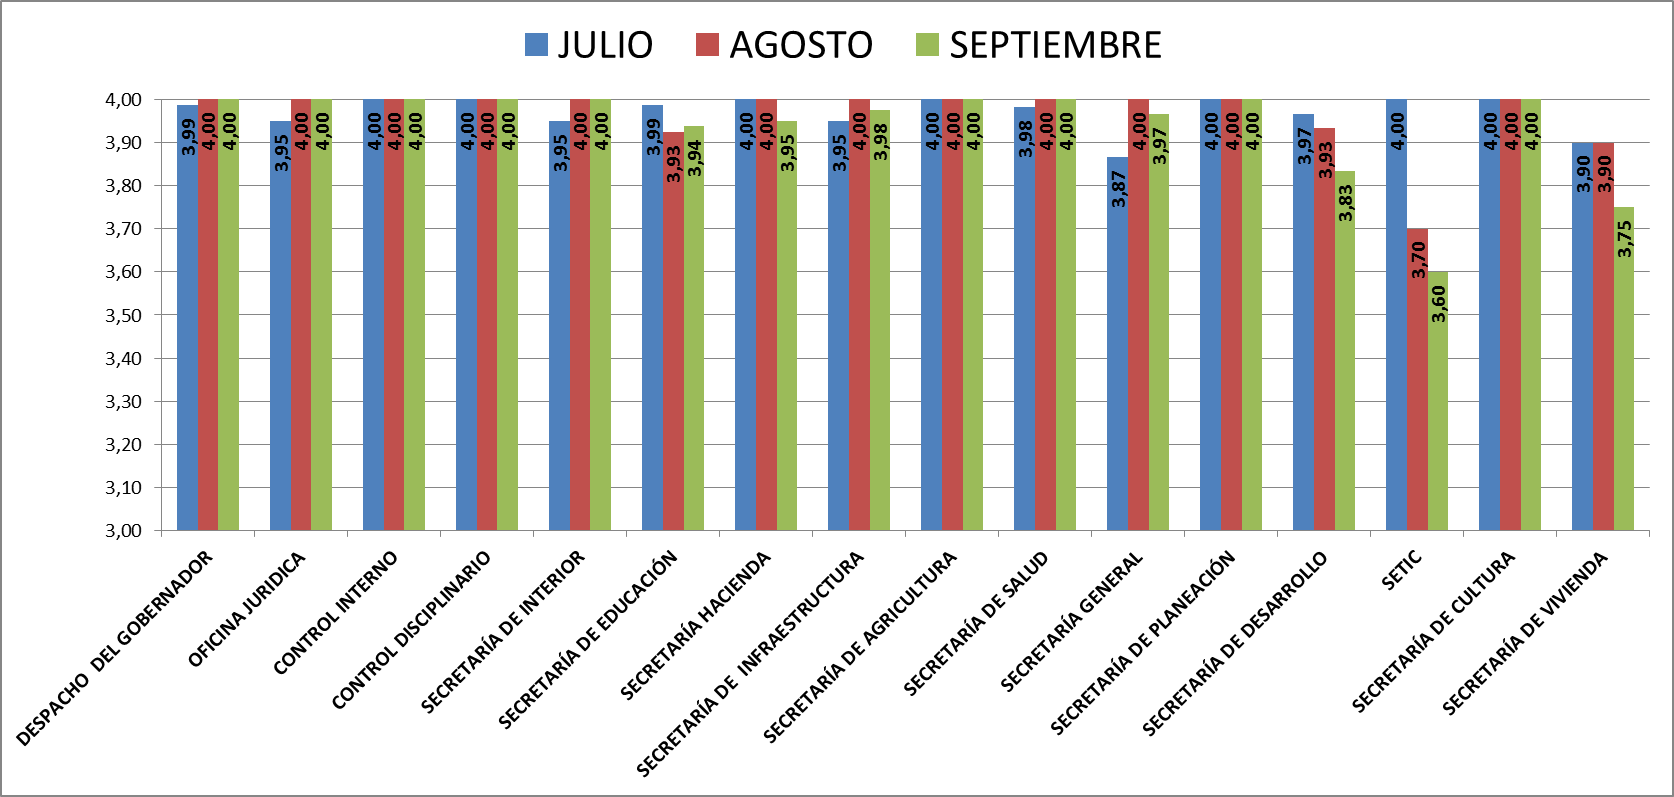 JULIO AGOSTO SEPTIEMBRE
4,00
3,90
3,80
3,70
3,60
3,50
3,40
3,30
3,20
3,10
3,00
3,99 4,00 4,00
3,95 4,00 4,00
4,00 4,00 4,00
4,00 4,00 4,00
3,95 4,00 4,00
3,99 3,93 3,94
4,00 4,00 3,95
3,95 4,00 3,98
4,00 4,00 4,00
3,98 4,00 4,00
3,87 4,00 3,97
4,00 4,00 4,00
3,97 3,93 3,83
4,00 3,70 3,60
4,00 4,00 4,00
3,90 3,90 3,75
DESPACHO DEL GOBERNADOR
OFICINA JURIDICA
CONTROL INTERNO
CONTROL DISCIPLINARIO
SECRETARÍA DE INTERIOR
SECRETARÍA DE EDUCACIÓN
SECRETARÍA HACIENDA
SECRETARÍA DE INFRAESTRUCTURA
SECRETARÍA DE AGRICULTURA
SECRETARÍA DE SALUD
SECRETARÍA GENERAL
SECRETARÍA DE PLANEACIÓN
SECRETARÍA DE DESARROLLO
SETIC
SECRETARÍA DE CULTURA
SECRETARÍA DE VIVIENDA